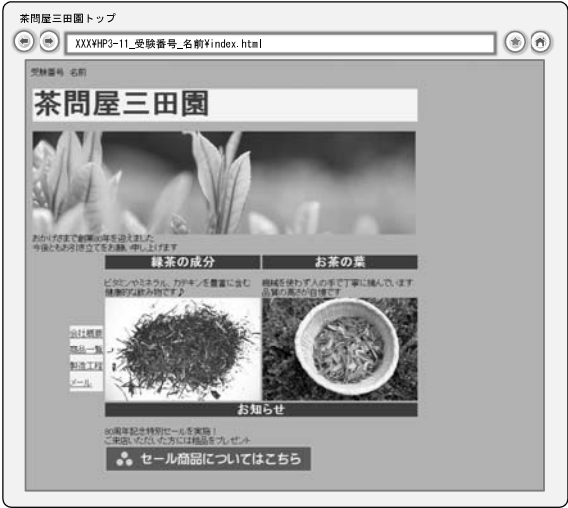 茶問屋三田園トップ
XXX¥HP3-11_受験番号_名前¥index.html
受験番号 名前
茶問屋三田園
おかげさまで創業80年を迎えました
今後ともお引き立てをお願い申し上げます
緑茶の成分
お茶の葉
ビタミンやミネラル、カテキンを豊富に含む
健康的な飲み物です♪
機械を使わず人の手で丁寧に摘んでいます
品質の高さが自慢です
会社概要
商品一覧
製造工程
メール
お知らせ
80周年記念特別セールを実施！
ご来店いただいた方には粗品をプレゼント
セール商品についてはこちら